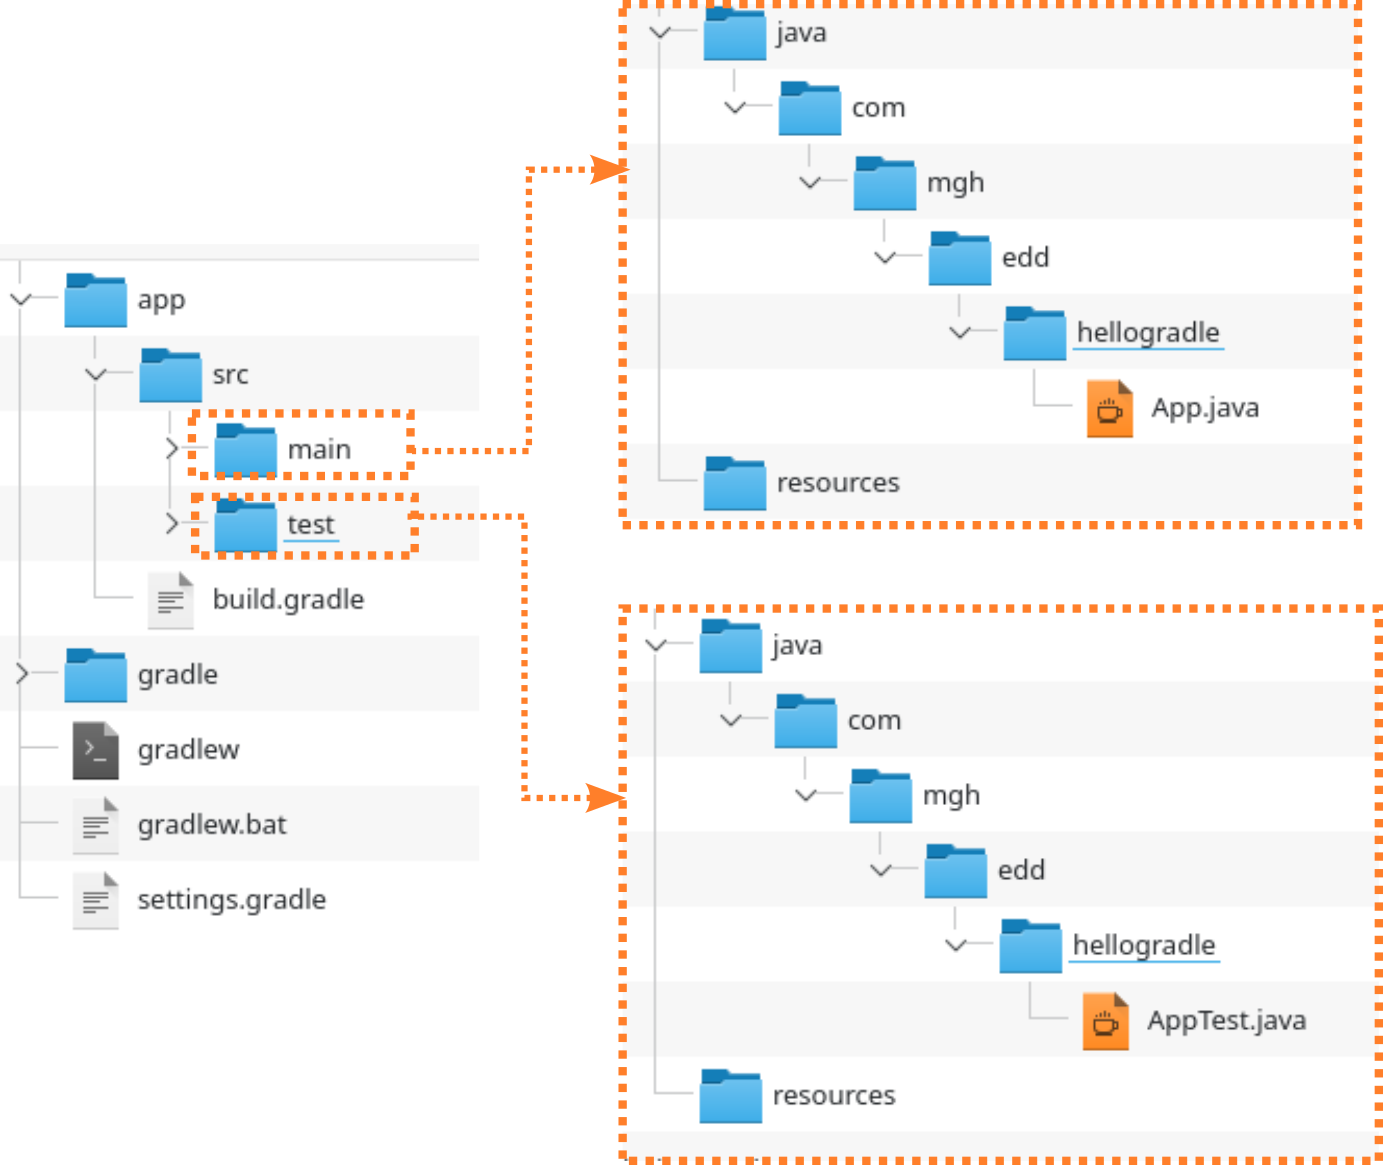 app
src
main
test
build.gradle
gradle
gradlew
gradlew.bat
settings.gradle
java
com
mgh
edd
hellogradle
App.java
resources
java
com
mgh
edd
hellogradle
AppTest.java
resources